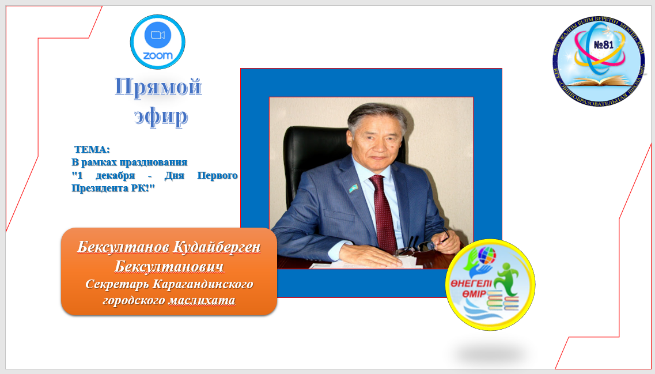 zoom
№81
Прямой
эфир
ТЕМА:
В рамках празднования
"1 декабря - Дня Первого
Президента РК!"
Бексултанов Кудайберген
Бексултанович
Секретарь Карагандинского
городского маслихата
ӨНЕГЕЛІ
ӨМІР